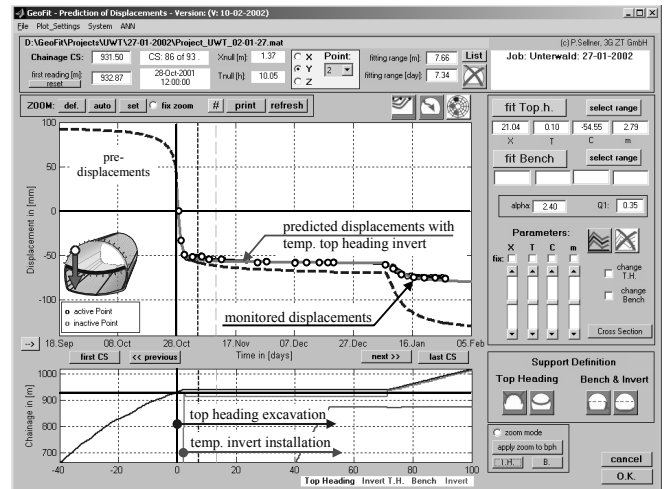 GeoFit - Prediction of Displacements - Version: (V: 10-02-2002)
File Plot_Settings System ANN
D:\GeoFit\Projects\UWT\27-01-2002\Project_UWT_02-01-27.mat
(c) P.Sellner, 3G ZT GmbH
Chainage CS: 931.50 CS: 86 of 93 Xnull [m]: 1.37 X Point: fitting range [m]: 7.66 List
Job: Unterwald: 27-01-2002
Y 2
first reading [m]: 932.87 28-Oct-2001 12:00:00 Tnull [h]: 10.05 Z fitting range [day]: 7.34
reset
ZOOM: def. auto set fix zoom # print refresh
fit Top.h. select range
21.04 0.10 -54.55 2.79
X T C m
fit Bench select range
alpha: 2.40 Q1: 0.35
Parameters:
X T C m
fix:
change T.H.
change Bench
Cross Section
100
50
0
-50
-100
Displacement in [mm]
pre-
displacements
predicted displacements with
temp. top heading invert
monitored displacements
o active Point
o inactive Point
--> 18.Sep 08.Oct 28.Oct 17.Nov 07.Dec 27.Dec 16.Jan 05.Feb
first CS << previous Time in [days] next >> last CS
1000
900
800
700
Chainage in [m]
top heading excavation
temp. invert installation
-40 -20 0 20 40 60 80 100
Top Heading Invert T.H. Bench Invert
Support Definition
Top Heading Bench & Invert
zoom mode
apply zoom to bph
T.H. B.
cancel
O.K.